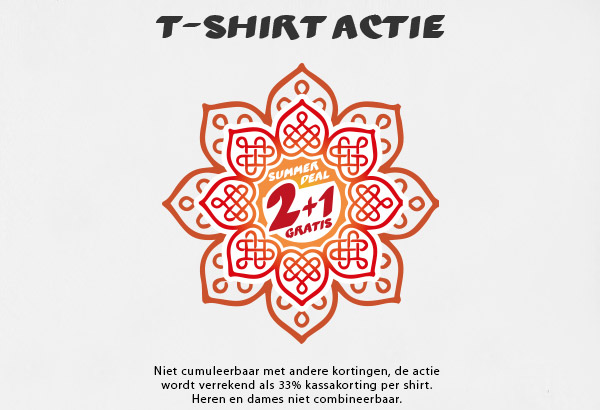 T-SHIRT ACTIE
SUMMER
DEAL
2+1
GRATIS
Niet cumuleerbaar met andere kortingen, de actie
wordt verrekend als 33% kassakorting per shirt.
Heren en dames niet combineerbaar.